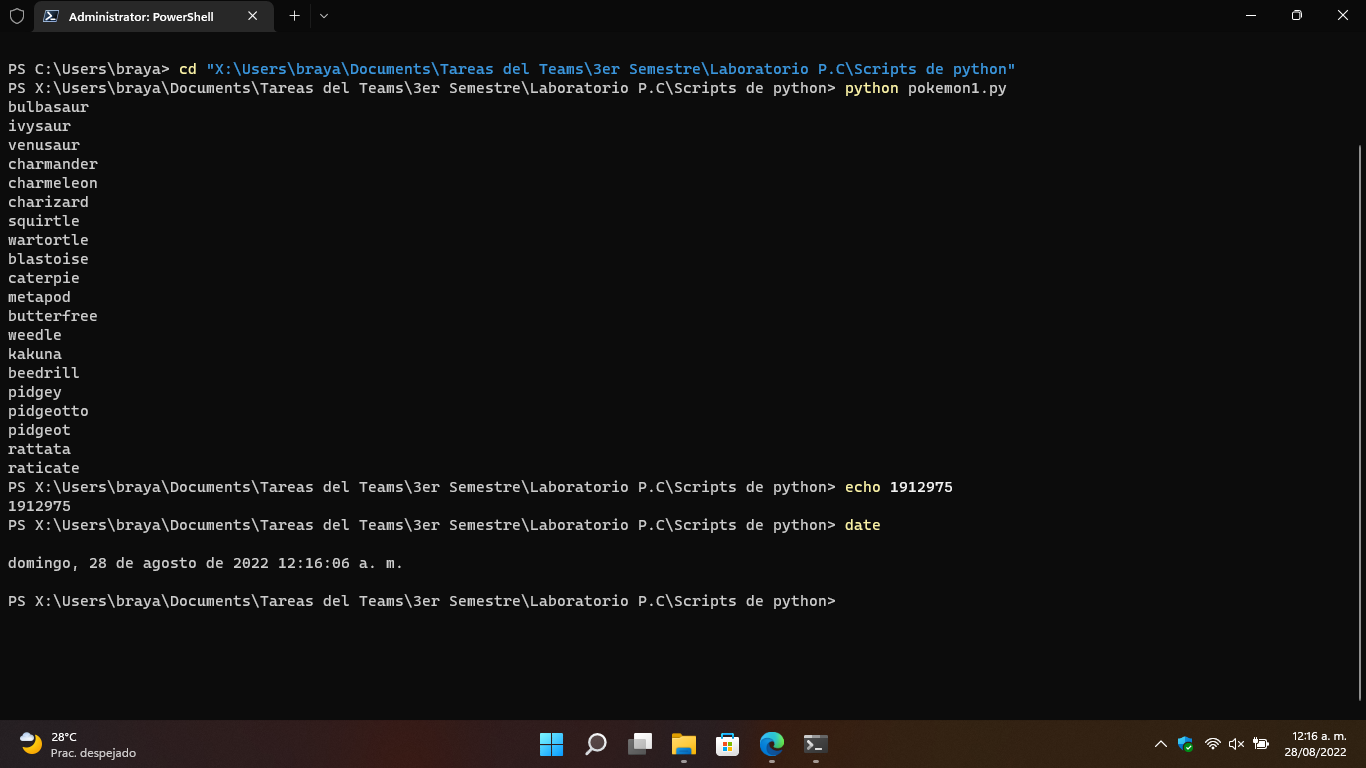 Administrator: PowerShell
PS C:\Users\braya> cd "X:\Users\braya\Documents\Tareas del Teams\3er Semestre\Laboratorio P.C\Scripts de python"
PS X:\Users\braya\Documents\Tareas del Teams\3er Semestre\Laboratorio P.C\Scripts de python> python pokemon1.py
bulbasaur
ivysaur
venusaur
charmander
charmeleon
charizard
squirtle
wartortle
blastoise
caterpie
metapod
butterfree
weedle
kakuna
beedrill
pidgey
pidgeotto
pidgeot
rattata
raticate
PS X:\Users\braya\Documents\Tareas del Teams\3er Semestre\Laboratorio P.C\Scripts de python> echo 1912975
1912975
PS X:\Users\braya\Documents\Tareas del Teams\3er Semestre\Laboratorio P.C\Scripts de python> date
domingo, 28 de agosto de 2022 12:16:06 a. m.
PS X:\Users\braya\Documents\Tareas del Teams\3er Semestre\Laboratorio P.C\Scripts de python>
28°C
Prac. despejado
12:16 a. m.
28/08/2022